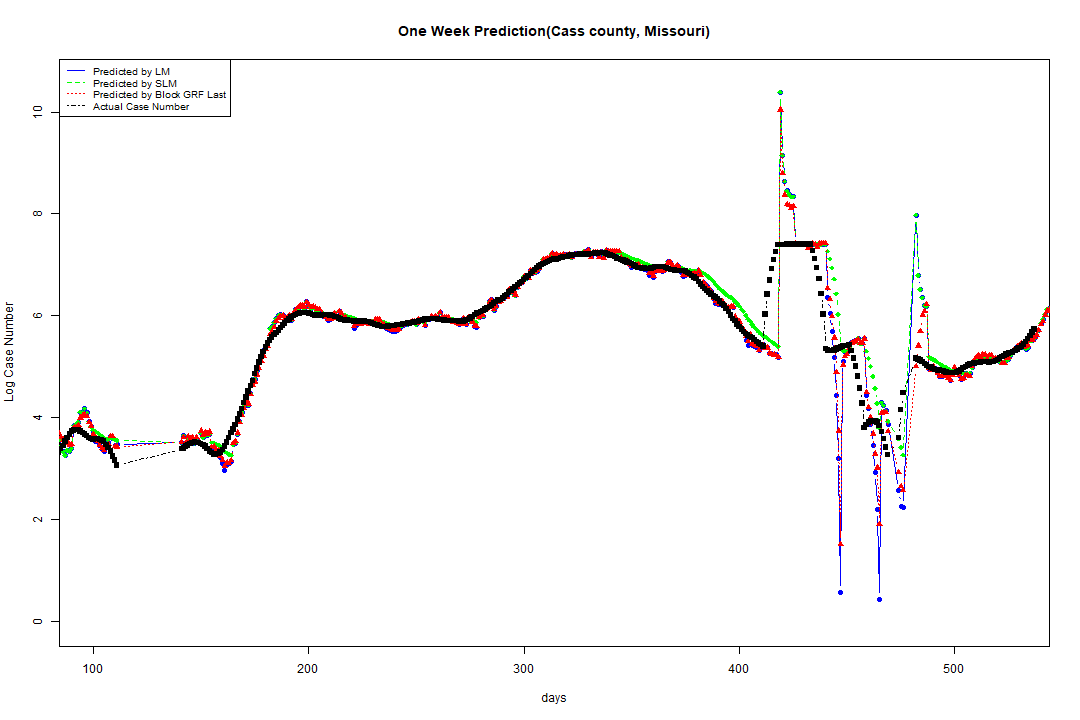 One Week Prediction(Cass county, Missouri)
Predicted by LM
Predicted by SLM
Predicted by Block GRF Last
Actual Case Number
Log Case Number
10
8
6
4
2
0
100 200 300 400 500
days